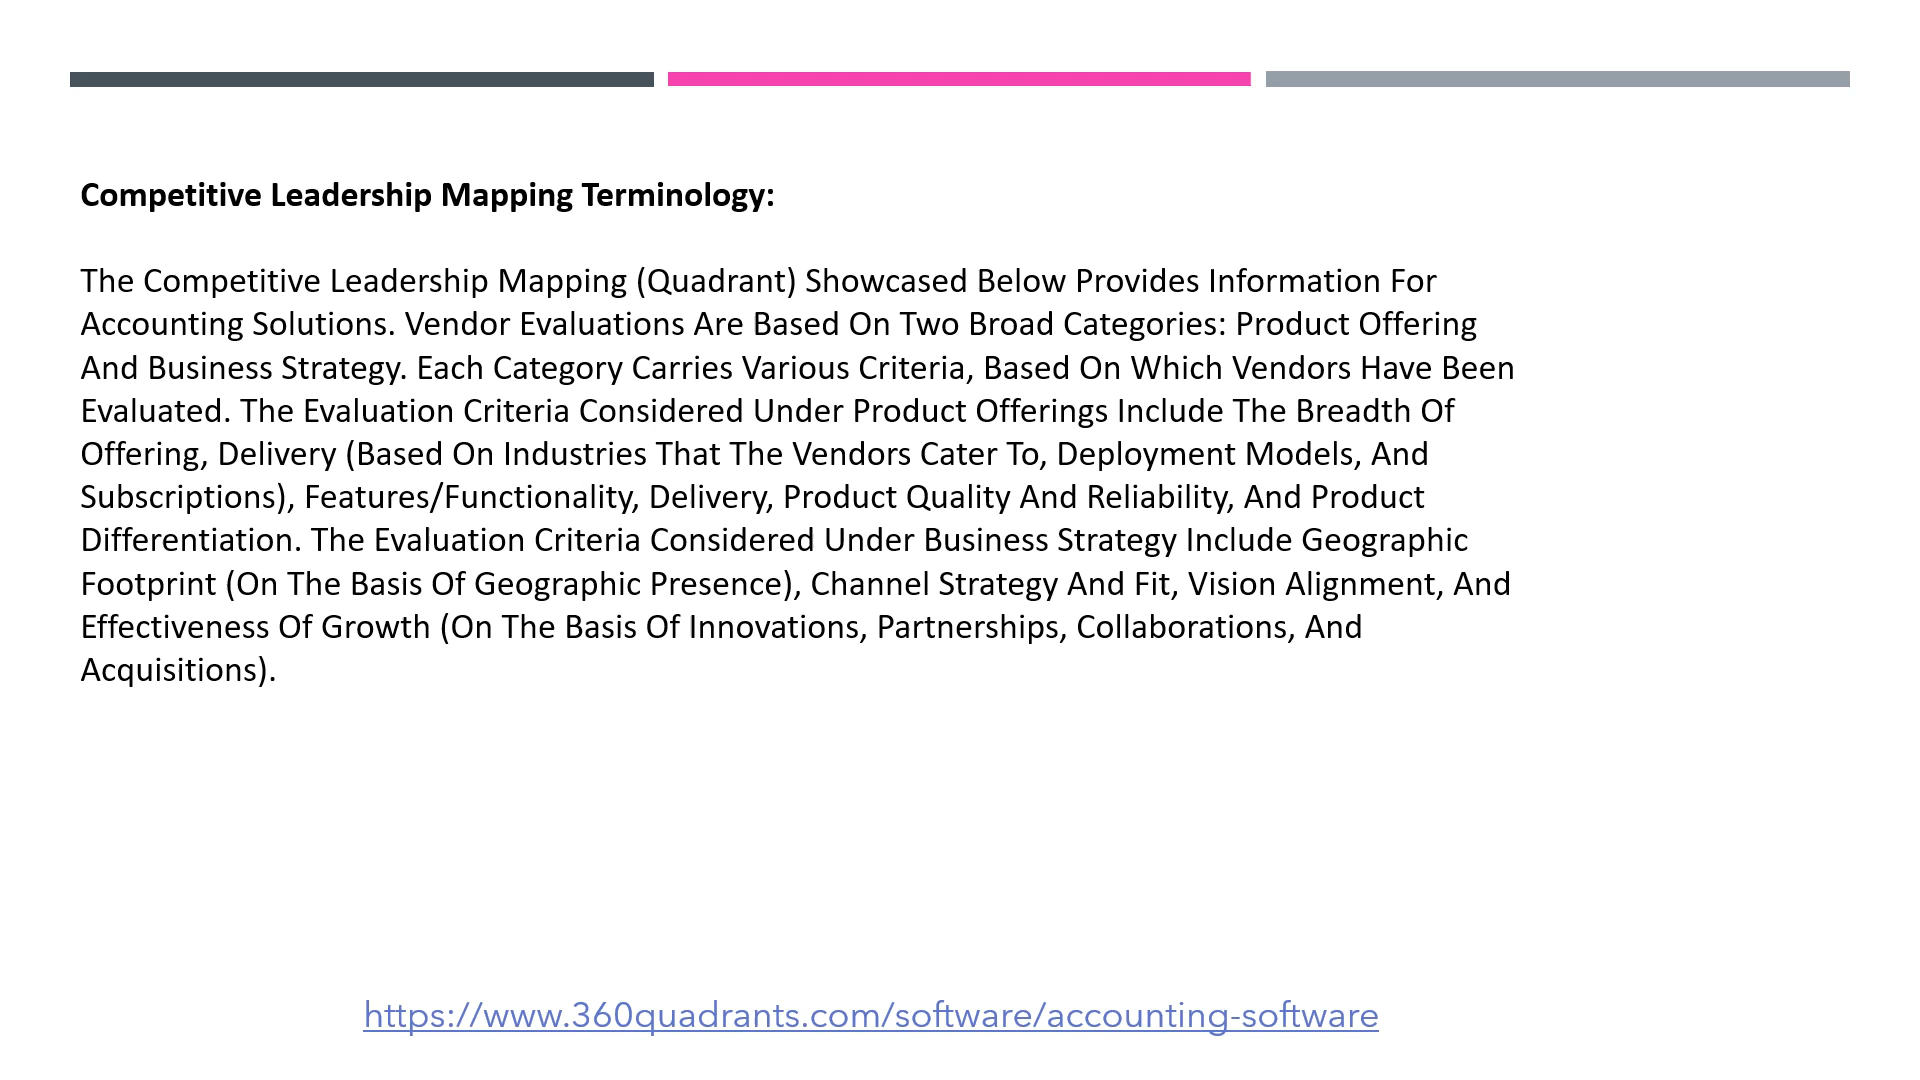 Competitive Leadership Mapping Terminology:
The Competitive Leadership Mapping (Quadrant) Showcased Below Provides Information For
Accounting Solutions. Vendor Evaluations Are Based On Two Broad Categories: Product Offering
And Business Strategy. Each Category Carries Various Criteria, Based On Which Vendors Have Been
Evaluated. The Evaluation Criteria Considered Under Product Offerings Include The Breadth Of
Offering, Delivery (Based On Industries That The Vendors Cater To, Deployment Models, And
Subscriptions), Features/Functionality, Delivery, Product Quality And Reliability, And Product
Differentiation. The Evaluation Criteria Considered Under Business Strategy Include Geographic
Footprint (On The Basis Of Geographic Presence), Channel Strategy And Fit, Vision Alignment, And
Effectiveness Of Growth (On The Basis Of Innovations, Partnerships, Collaborations, And
Acquisitions).
https://www.360quadrants.com/software/accounting-software